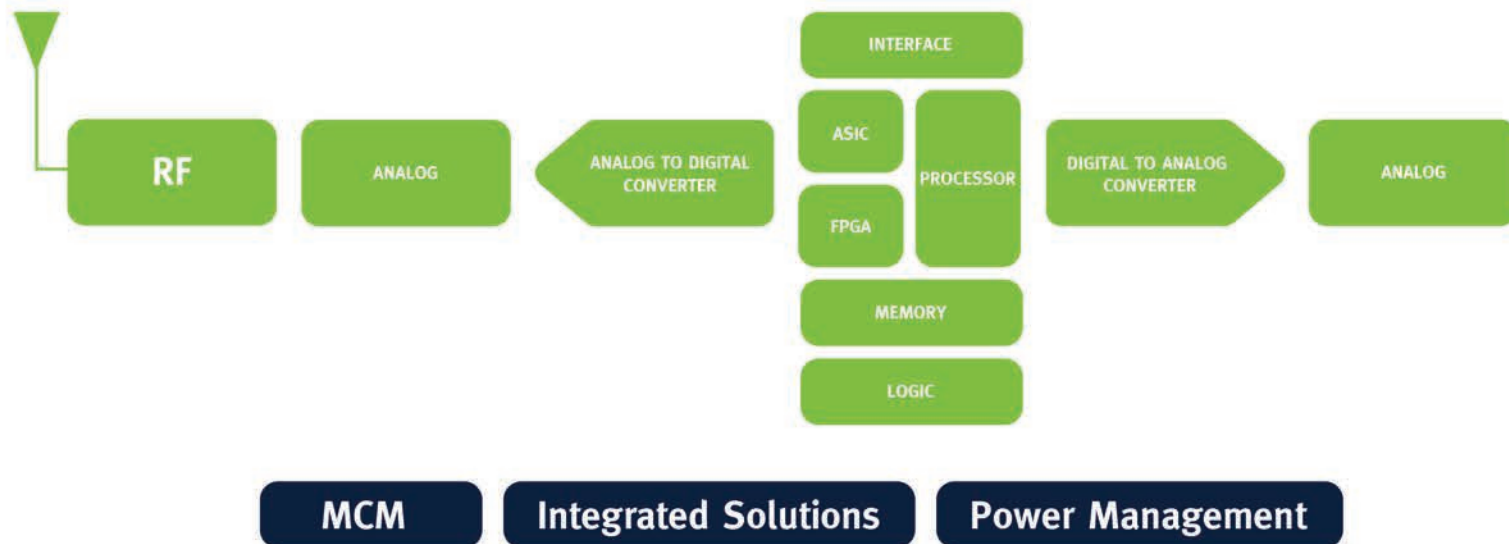 INTERFACE
RF
ANALOG
ANALOG TO DIGITAL
CONVERTER
ASIC
FPGA
PROCESSOR
DIGITAL TO ANALOG
CONVERTER
ANALOG
MEMORY
LOGIC
MCM
Integrated Solutions
Power Management